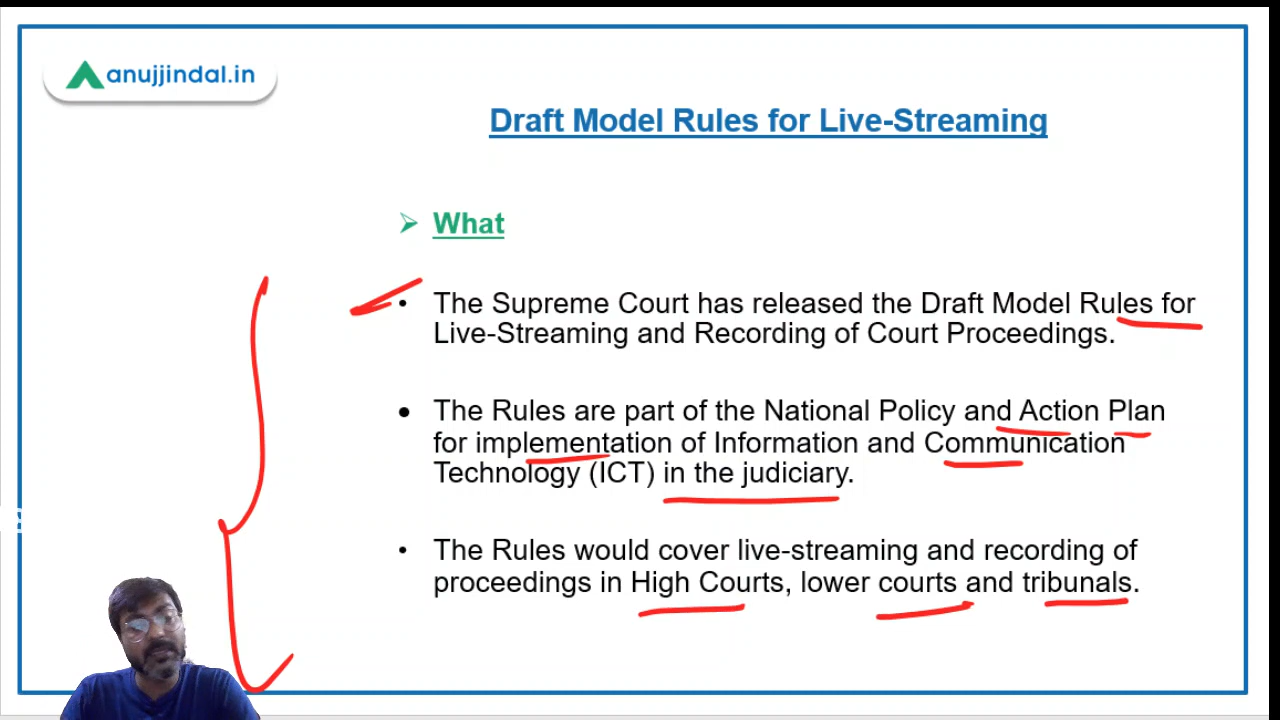 anujjindal.in
Draft Model Rules for Live-Streaming
What
• The Supreme Court has released the Draft Model Rules for
Live-Streaming and Recording of Court Proceedings.
• The Rules are part of the National Policy and Action Plan
for implementation of Information and Communication
Technology (ICT) in the judiciary.
• The Rules would cover live-streaming and recording of
proceedings in High Courts, lower courts and tribunals.